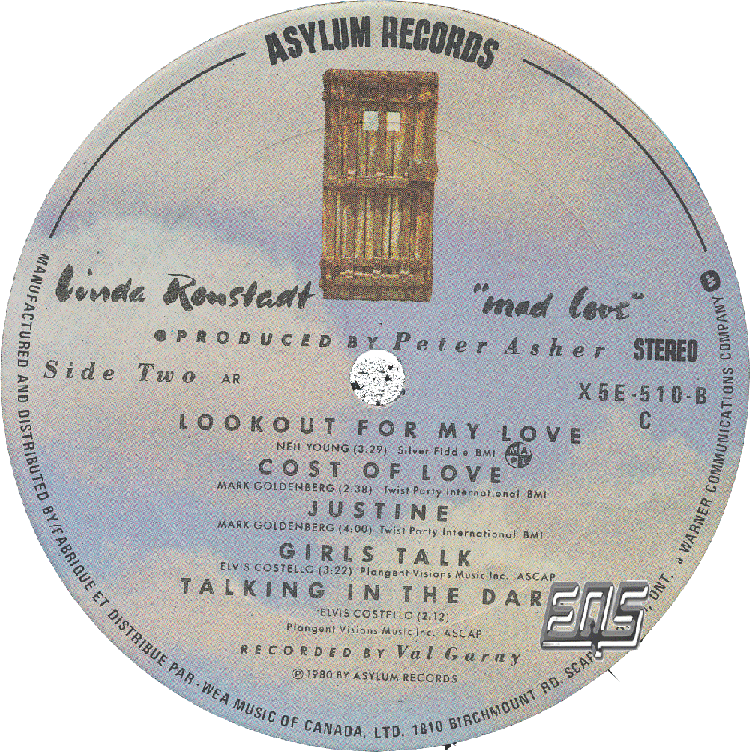 ASYLUM RECORDS
Linda Ronstadt
"mad love"
PRODUCED BY Peter Asher
STEREO
Side Two AR
X5E-510-B
C
LOOKOUT FOR MY LOVE
NEIL YOUNG (3:29) Silver Fiddle BMI
COST OF LOVE
MARK GOLDENBERG (2:38) Twist Party International BMI
JUSTINE
MARK GOLDENBERG (4:00) Twist Party International BMI
GIRLS TALK
ELVIS COSTELLO (3:22) Plangent Visions Music Inc. ASCAP
TALKING IN THE DAR
ELVIS COSTELLO (2:12)
Plangent Visions Music Inc. ASCAP
RECORDED BY Val Garay
℗1980 BY ASYLUM RECORDS
MANUFACTURED AND DISTRIBUTED BY/FABRIQUE ET DISTRIBUE PAR · WEA MUSIC OF CANADA, LTD. 1810 BIRCHMOUNT RD. SCAR ONT. · WARNER COMMUNICATIONS COMPANY